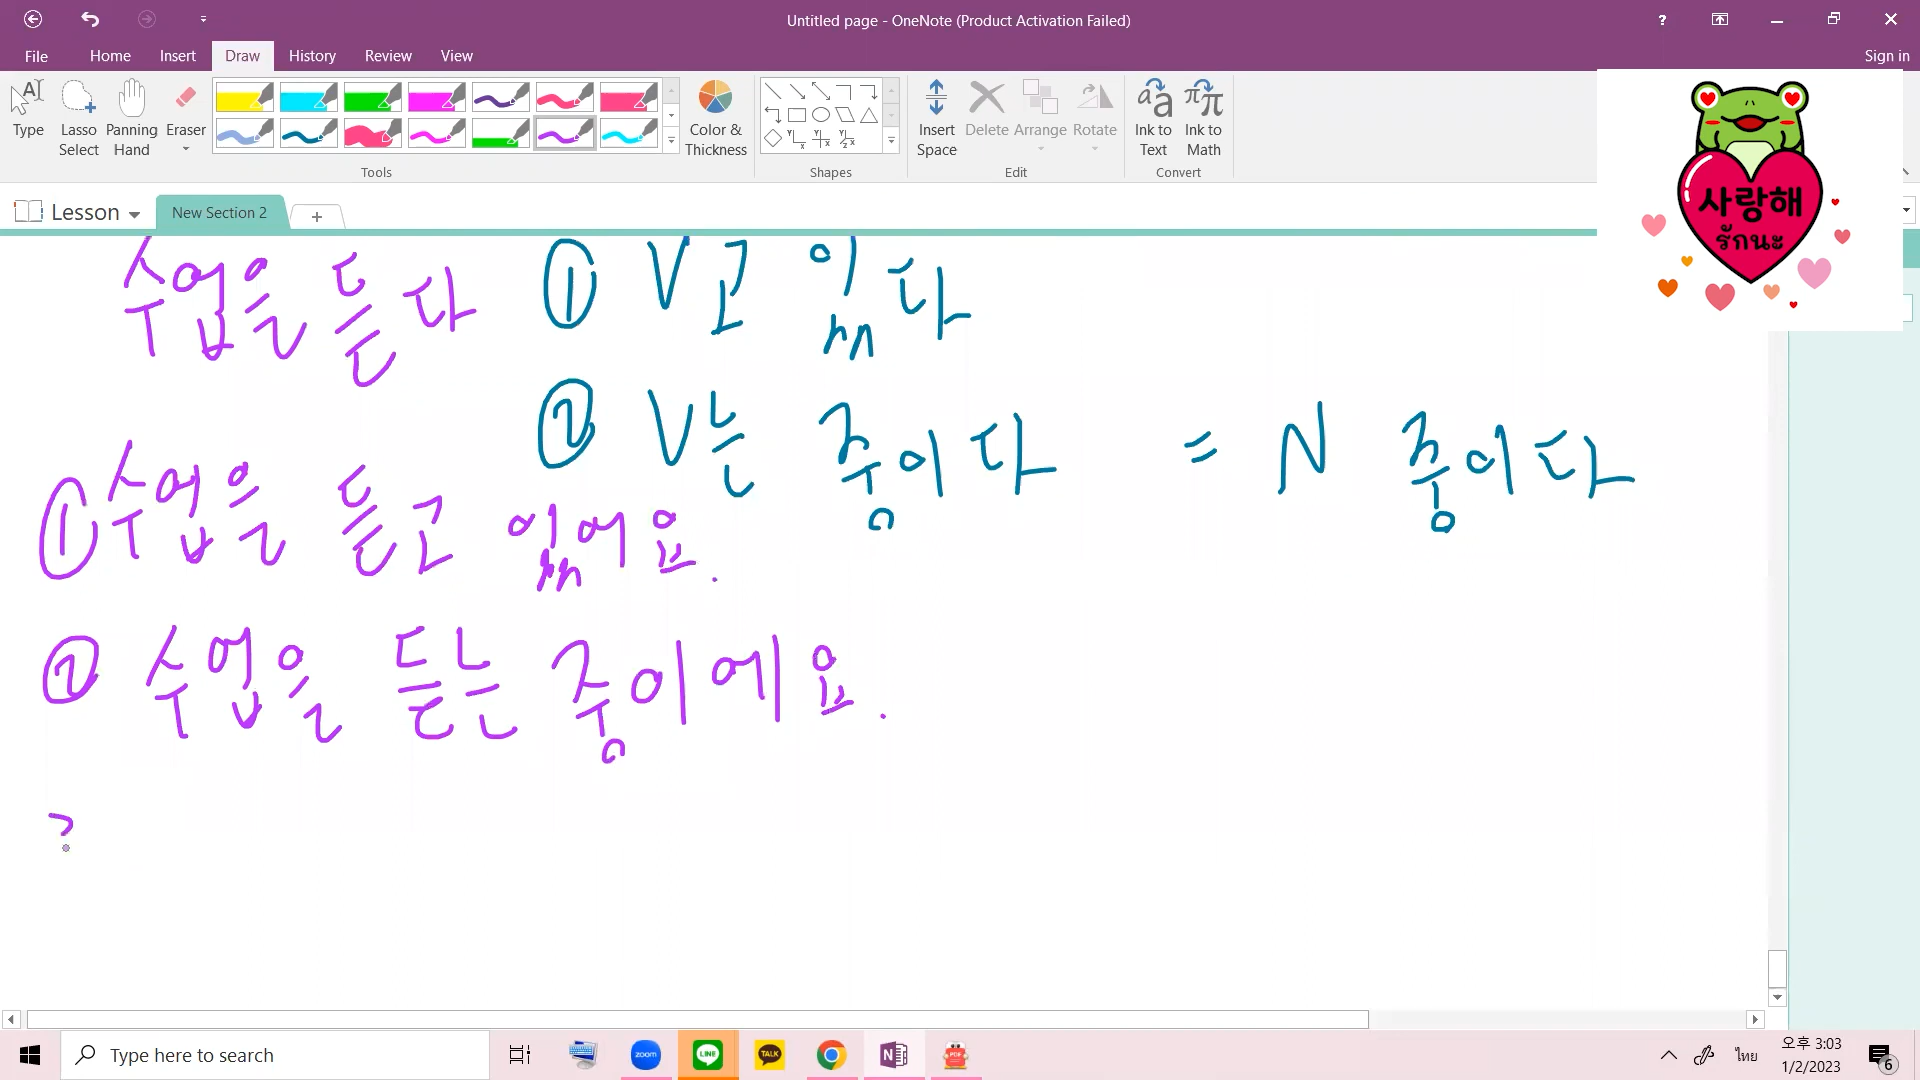 Untitled page - OneNote (Product Activation Failed)
?
File Home Insert Draw History Review View
Sign in
Type
Lasso Select
Panning Hand
Eraser
Color & Thickness
Insert Space
Delete
Arrange
Rotate
Ink to Text
Ink to Math
Tools
Shapes
Edit
Convert
Lesson
New Section 2
+
사랑해
รักนะ
수업을 듣다
① V고 있다
② V는 중이다 = N 중이다
① 수업을 듣고 있어요.
② 수업을 듣는 중이에요.
Type here to search
zoom
LINE
TALK
N
PDF
ไทย
오후 3:03
1/2/2023
6